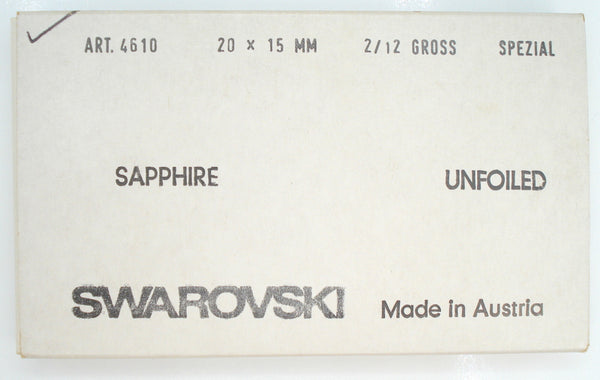 ART. 4610 20 × 15 MM 2/12 GROSS SPEZIAL
SAPPHIRE UNFOILED
SWAROVSKI Made in Austria